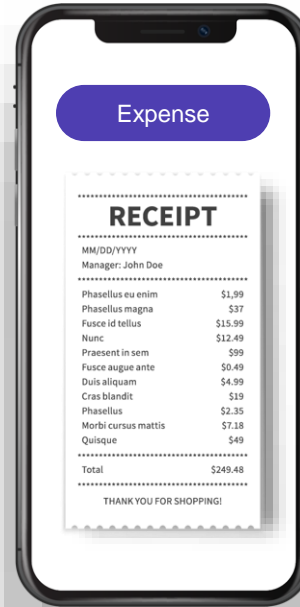 Expense
RECEIPT
MM/DD/YYYY
Manager: John Doe
Phasellus eu enim $1,99
Phasellus magna $37
Fusce id tellus $15.99
Nunc $12.49
Praesent in sem $99
Fusce augue ante $0.49
Duis aliquam $4.99
Cras blandit $19
Phasellus $2.35
Morbi cursus mattis $7.18
Quisque $49
Total $249.48
THANK YOU FOR SHOPPING!